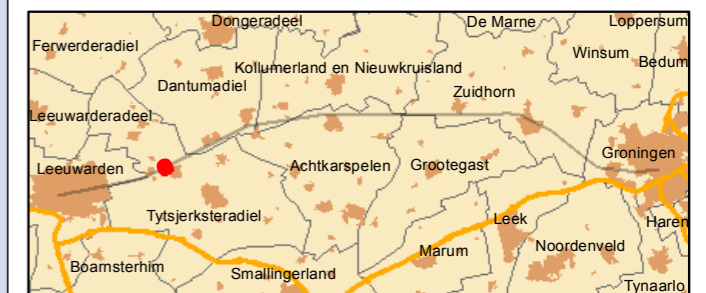 Dongeradeel
De Marne
Loppersum
Ferwerderadiel
Winsum
Bedum
Kollumerland en Nieuwkruisland
Dantumadiel
Zuidhorn
Leeuwarderadeel
Groningen
Leeuwarden
Achtkarspelen
Grootegast
Tytsjerksteradiel
Leek
Haren
Noordenveld
Marum
Boarnsterhim
Smallingerland
Tynaarlo